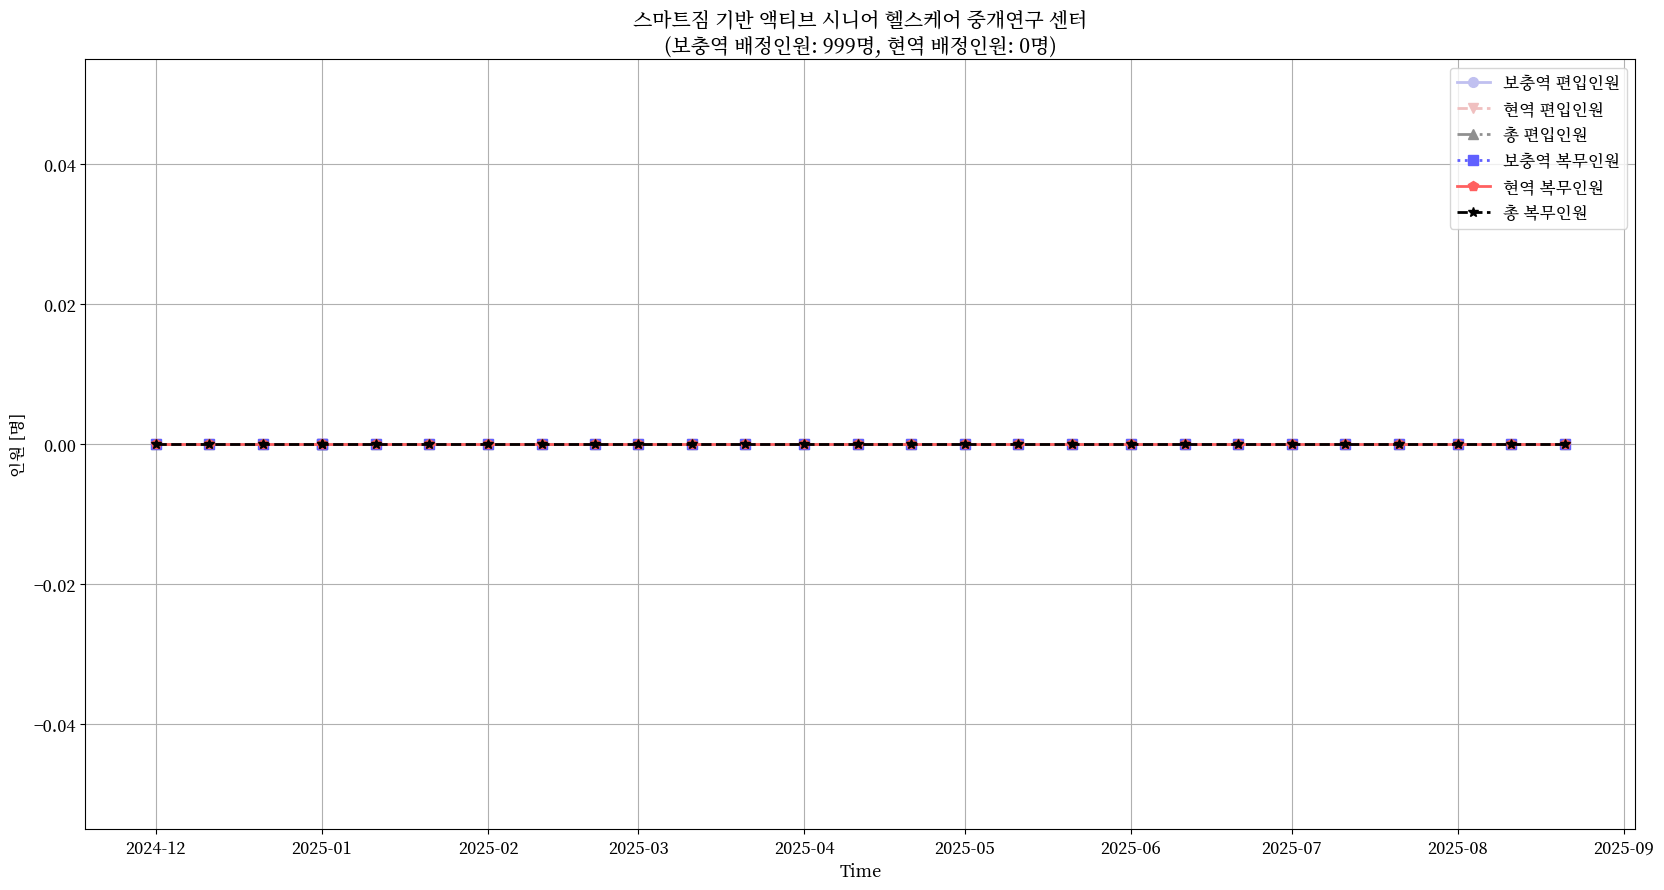 스마트짐 기반 액티브 시니어 헬스케어 중개연구 센터
(보충역 배정인원: 999명, 현역 배정인원: 0명)
보충역 편입인원
현역 편입인원
총 편입인원
보충역 복무인원
현역 복무인원
총 복무인원
인원 [명]
0.04
0.02
0.00
−0.02
−0.04
2024-12 2025-01 2025-02 2025-03 2025-04 2025-05 2025-06 2025-07 2025-08 2025-09
Time